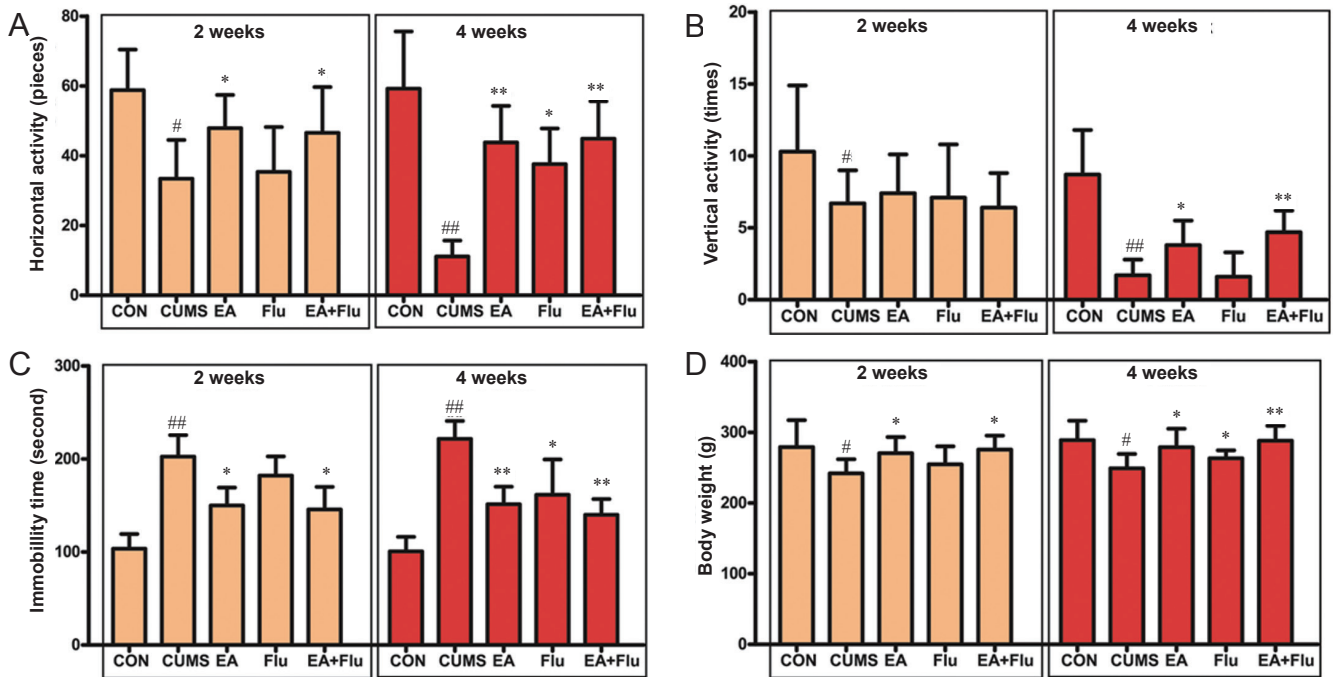 A
Horizontal activity (pieces)
80
60
40
20
0
2 weeks
#
*
*
CON CUMS EA Flu EA+Flu
4 weeks
##
**
*
**
CON CUMS EA Flu EA+Flu
B
Vertical activity (times)
20
15
10
5
0
2 weeks
#
CON CUMS EA Flu EA+Flu
4 weeks :
##
*
**
CON CUMS EA Flu EA+Flu
C
Immobillity time (second)
300
200
100
0
2 weeks
##
*
*
CON CUMS EA Flu EA+Flu
4 weeks
##
**
*
**
CON CUMS EA Flu EA+Flu
D
Body weight (g)
400
300
200
100
0
2 weeks
#
*
*
CON CUMS EA Flu EA+Flu
4 weeks
#
*
*
**
CON CUMS EA Flu EA+Flu